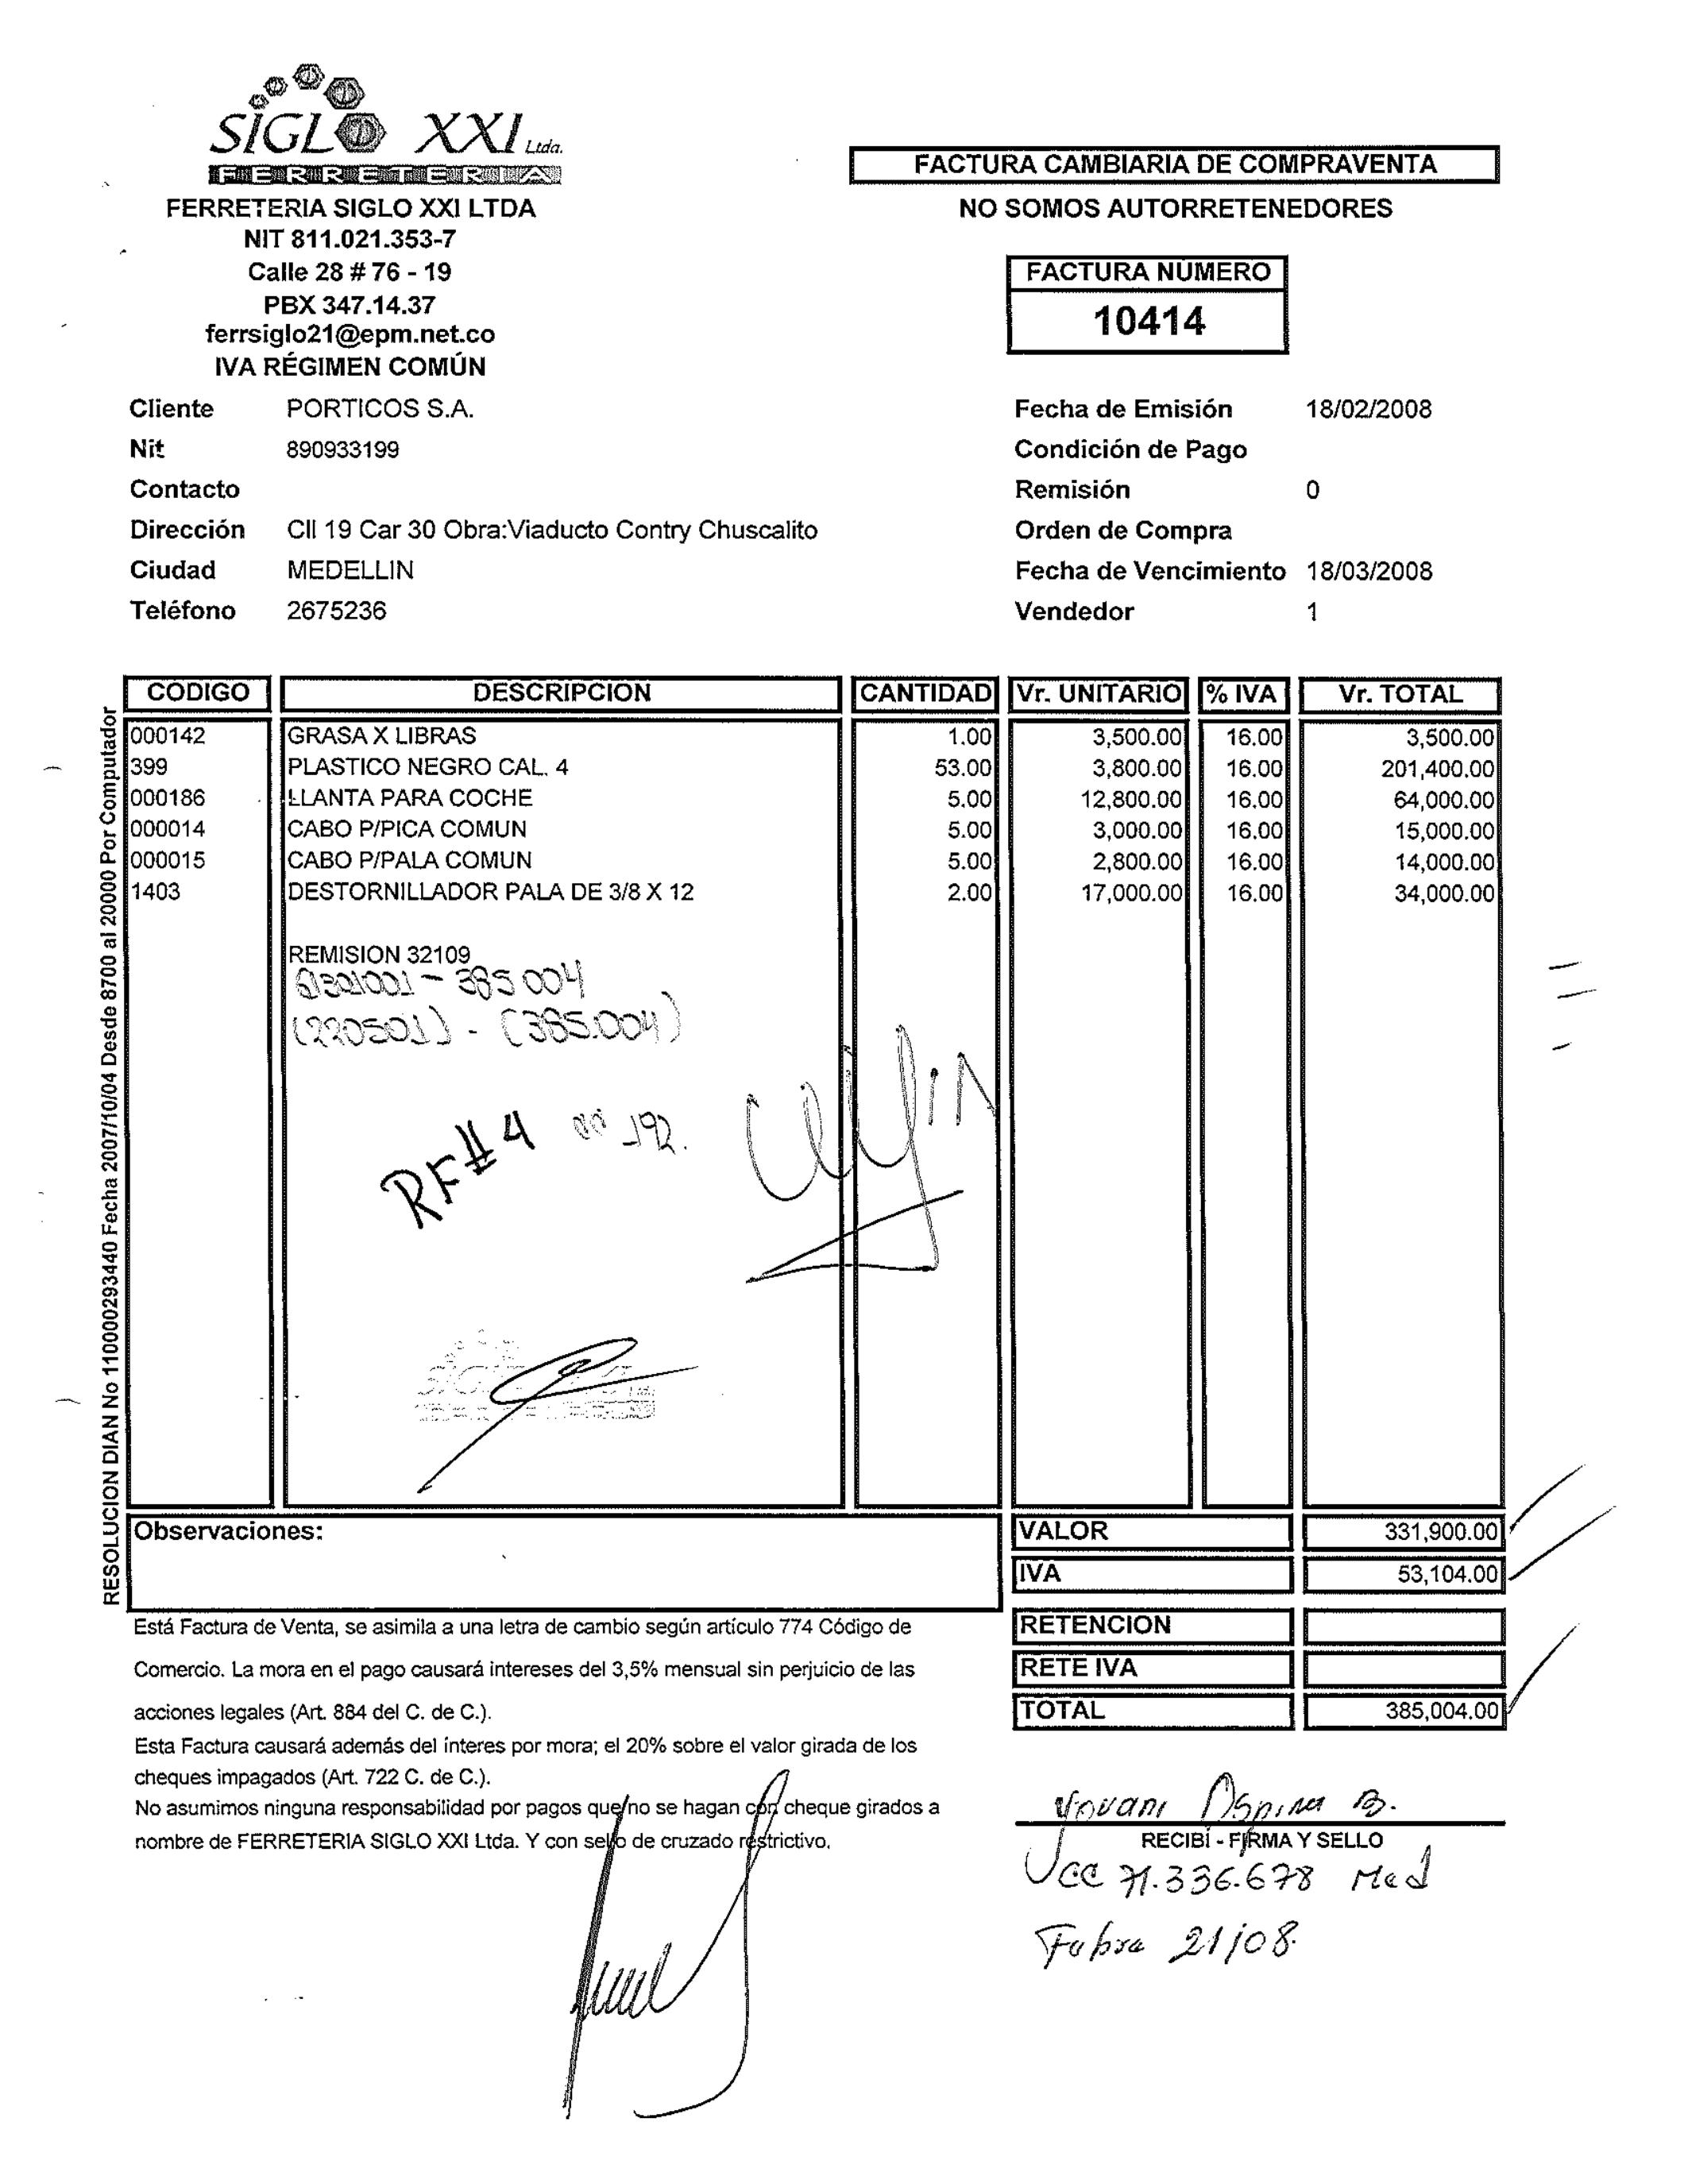 SIGLO XXI Ltda.
FERRETERIA
FERRETERIA SIGLO XXI LTDA
NIT 811.021.353-7
Calle 28 # 76 - 19
PBX 347.14.37
ferrsiglo21@epm.net.co
IVA RÉGIMEN COMÚN
FACTURA CAMBIARIA DE COMPRAVENTA
NO SOMOS AUTORRETENEDORES
FACTURA NUMERO
10414
Cliente PORTICOS S.A.
Nit 890933199
Contacto
Dirección Cll 19 Car 30 Obra:Viaducto Contry Chuscalito
Ciudad MEDELLIN
Teléfono 2675236
Fecha de Emisión 18/02/2008
Condición de Pago
Remisión 0
Orden de Compra
Fecha de Vencimiento 18/03/2008
Vendedor 1
RESOLUCION DIAN No 110000293440 Fecha 2007/10/04 Desde 8700 al 20000 Por Computador
CODIGO DESCRIPCION CANTIDAD Vr. UNITARIO % IVA Vr. TOTAL
000142 GRASA X LIBRAS 1.00 3,500.00 16.00 3,500.00
399 PLASTICO NEGRO CAL. 4 53.00 3,800.00 16.00 201,400.00
000186 LLANTA PARA COCHE 5.00 12,800.00 16.00 64,000.00
000014 CABO P/PICA COMUN 5.00 3,000.00 16.00 15,000.00
000015 CABO P/PALA COMUN 5.00 2,800.00 16.00 14,000.00
1403 DESTORNILLADOR PALA DE 3/8 X 12 2.00 17,000.00 16.00 34,000.00
REMISION 32109
- 385004
(220501) - (385.004)
RF#4 192.
Observaciones:
VALOR 331,900.00
IVA 53,104.00
RETENCION
RETE IVA
TOTAL 385,004.00
Está Factura de Venta, se asimila a una letra de cambio según artículo 774 Código de
Comercio. La mora en el pago causará intereses del 3,5% mensual sin perjuicio de las
acciones legales (Art. 884 del C. de C.).
Esta Factura causará además del ínteres por mora; el 20% sobre el valor girada de los
cheques impagados (Art. 722 C. de C.).
No asumimos ninguna responsabilidad por pagos que no se hagan con cheque girados a
nombre de FERRETERIA SIGLO XXI Ltda. Y con sello de cruzado restrictivo.
Yovani Ospina B.
RECIBÍ - FIRMA Y SELLO
CC 71.336.678 Med
21/08.